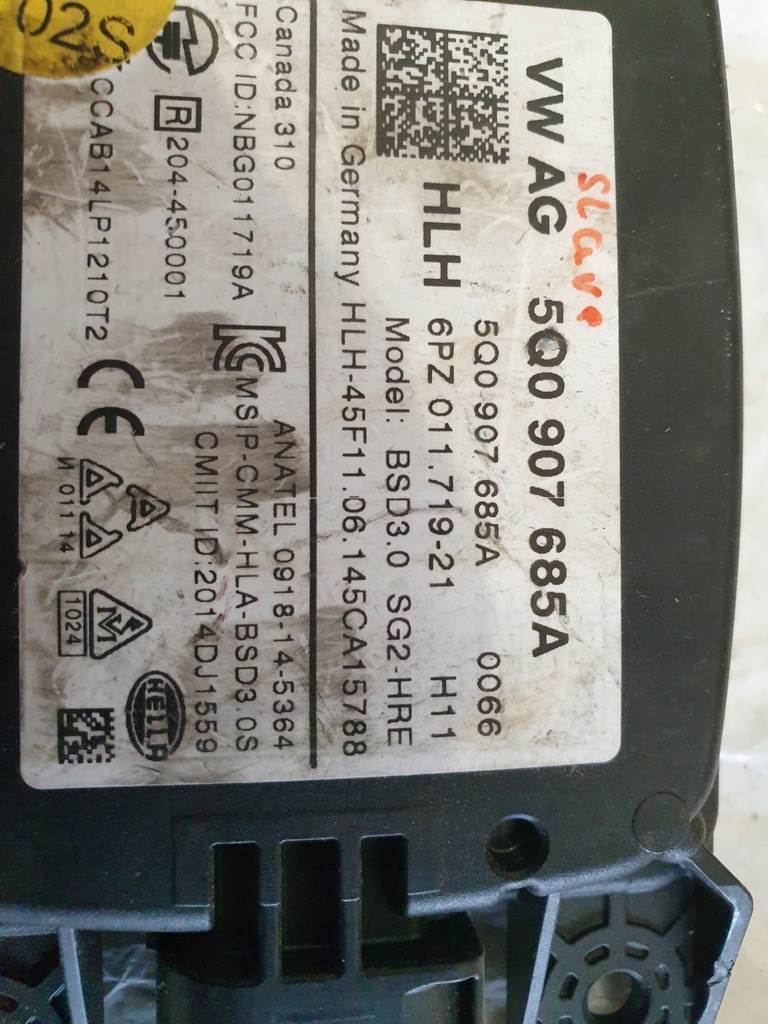 Slave
VW AG 5Q0 907 685A
5Q0 907 685A 0066
HLH 6PZ 011.719-21 H11
Model: BSD3.0 SG2-HRE
Made in Germany HLH-45F11.06.145CA15788
Canada 310
ANATEL 0918-14-5364
FCC ID:NBG011719A
MSIP-CMM-HLA-BSD3.0S
R 204-450001
CMIIT ID:2014DJ1559
CCAB14LP1210T2
CE
И 011 14
1024
HELLA
02S